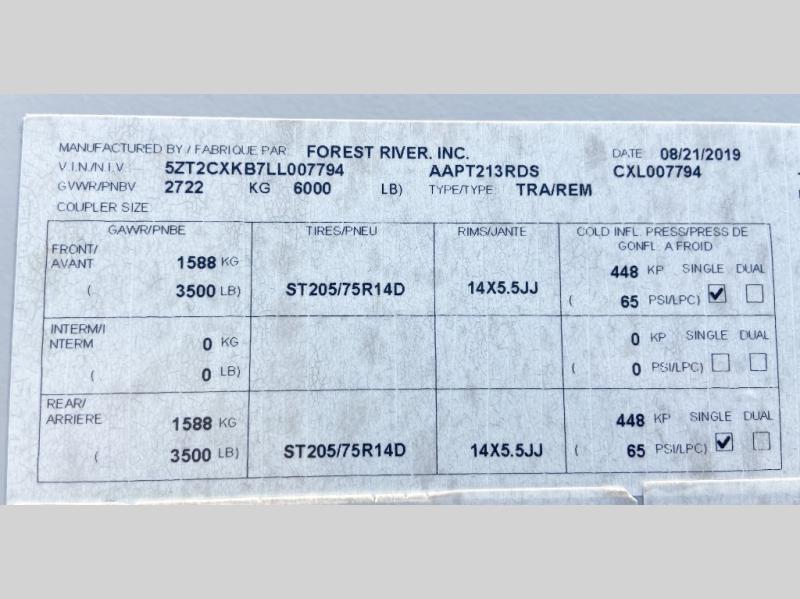 MANUFACTURED BY / FABRIQUE PAR: FOREST RIVER, INC. DATE: 08/21/2019
V.I.N./N.I.V.: 5ZT2CXKB7LL007794 AAPT213RDS CXL007794
GVWR/PNBV 2722 KG 6000 LB) TYPE/TYPE: TRA/REM
COUPLER SIZE
GAWR/PNBE TIRES/PNEU RIMS/JANTE COLD INFL. PRESS/PRESS DE
GONFL. A FROID
FRONT/
AVANT 1588 KG 448 KP SINGLE DUAL
( 3500 LB) ST205/75R14D 14X5.5JJ ( 65 PSI/LPC)
INTERM/I
NTERM 0 KG 0 KP SINGLE DUAL
( 0 LB) ( 0 PSI/LPC)
REAR/
ARRIERE 1588 KG 448 KP SINGLE DUAL
( 3500 LB) ST205/75R14D 14X5.5JJ ( 65 PSI/LPC)